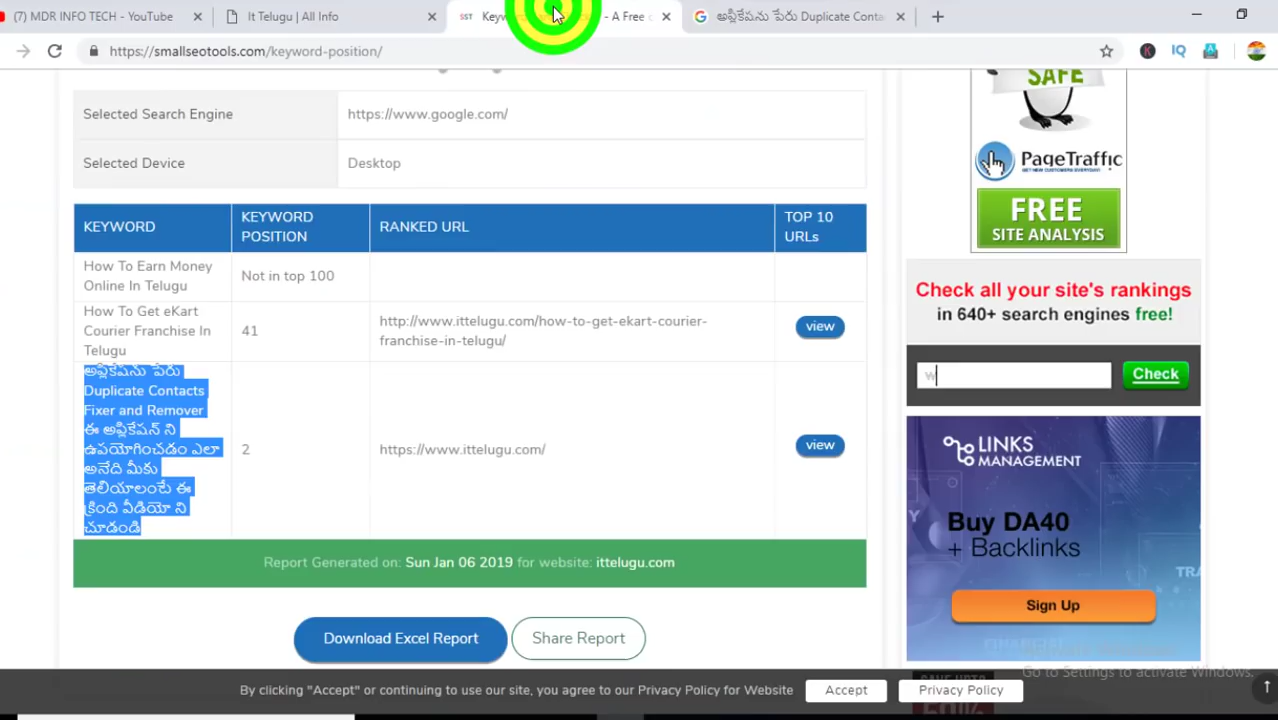 (7) MDR INFO TECH - YouTube
It Telugu | All Info
- A Free
అప్లికేషను పేరు Duplicate Conta
https://smallseotools.com/keyword-position/
Selected Search Engine
https://www.google.com/
Selected Device
Desktop
KEYWORD
KEYWORD
POSITION
RANKED URL
TOP 10
URLs
How To Earn Money
Online In Telugu
Not in top 100
How To Get eKart
Courier Franchise In
Telugu
41
http://www.ittelugu.com/how-to-get-ekart-courier-
franchise-in-telugu/
view
అప్లికేషను పేరు
Duplicate Contacts
Fixer and Remover
ఈ అప్లికేషన్ ని
ఉపయోగించడం ఎలా
అనేది మీకు
తెలియాలంటే ఈ
క్రింది వీడియో ని
చూడండి
2
https://www.ittelugu.com/
view
Report Generated on: Sun Jan 06 2019 for website: ittelugu.com
Download Excel Report
Share Report
SAFE
PageTraffic
FREE
SITE ANALYSIS
Check all your site's rankings
in 640+ search engines free!
w
Check
LINKS
MANAGEMENT
Buy DA40
+ Backlinks
Sign Up
Go to Settings to activate Windows.
By clicking "Accept" or continuing to use our site, you agree to our Privacy Policy for Website
Accept
Privacy Policy